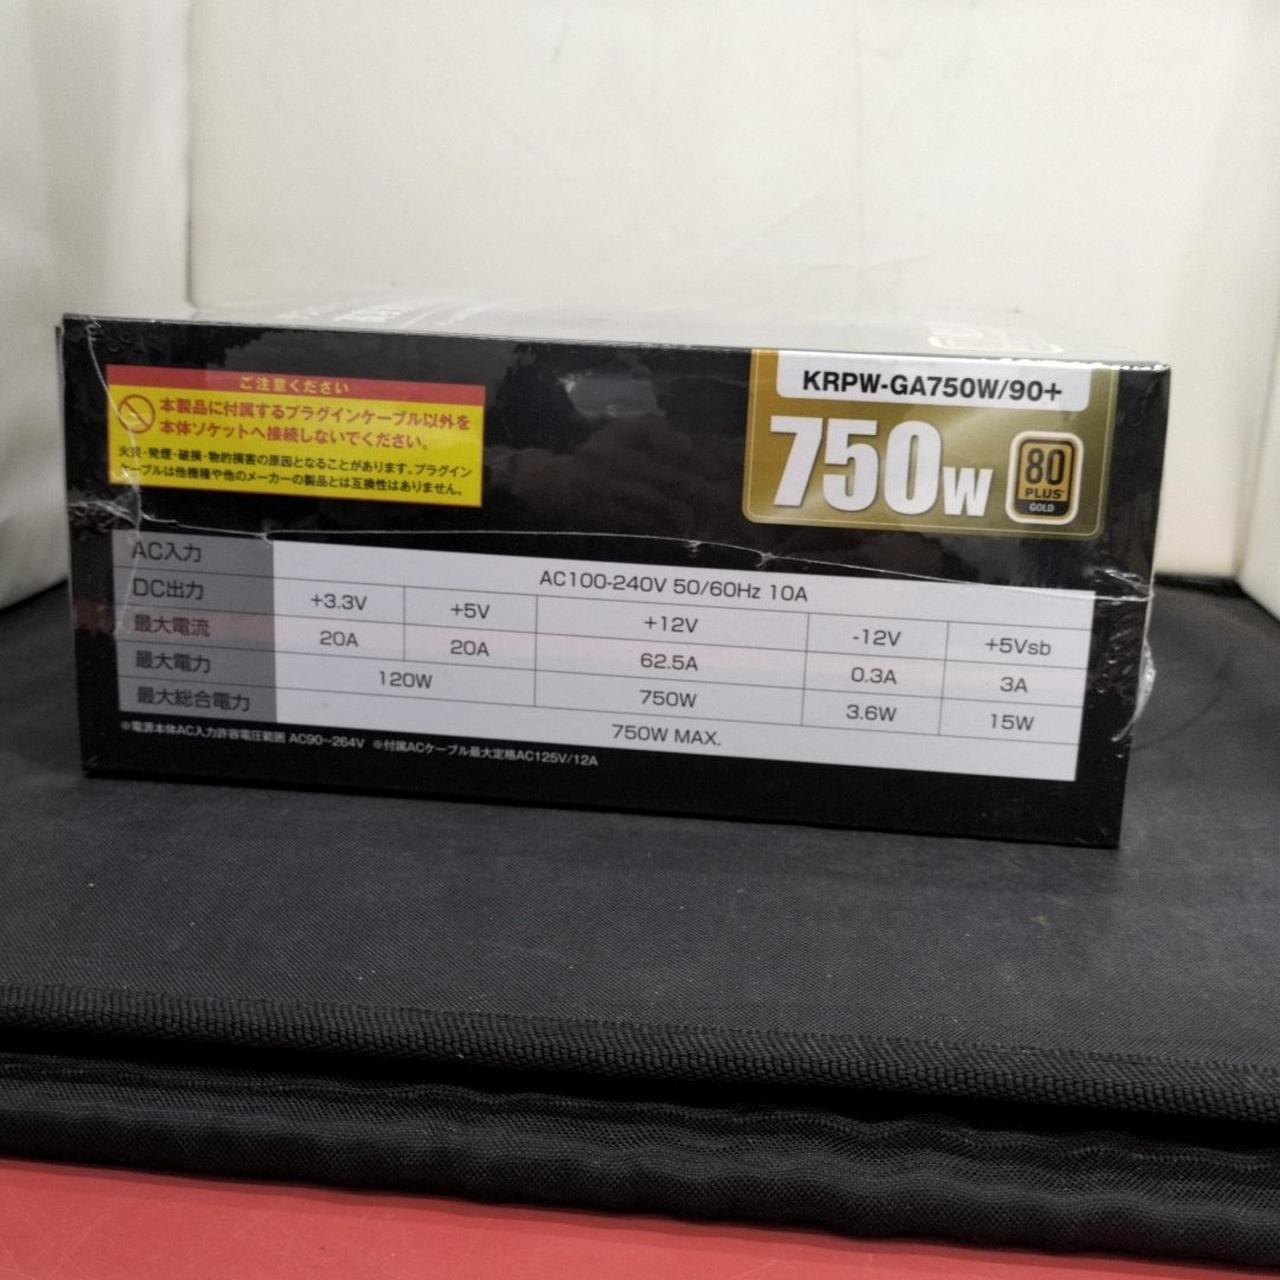 ご注意ください
本製品に付属するプラグインケーブル以外を
本体ソケットへ接続しないでください。
火災・発煙・破損・物的損害の原因となることがあります。プラグイン
ケーブルは他機種や他のメーカーの製品とは互換性はありません。
KRPW-GA750W/90+
750W
80
PLUS
GOLD
AC入力 AC100-240V 50/60Hz 10A
DC出力 +3.3V +5V +12V -12V +5Vsb
最大電流 20A 20A 62.5A 0.3A 3A
最大電力 120W 750W 3.6W 15W
最大総合電力 750W MAX.
※電源本体AC入力許容電圧範囲 AC90〜264V ※付属ACケーブル最大定格AC125V/12A